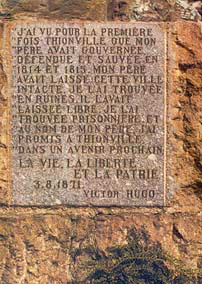 "J'AI VU POUR LA PREMIÈRE
FOIS THIONVILLE QUE MON
PÈRE AVAIT GOUVERNÉE,
DÉFENDUE ET SAUVÉE EN
1814 ET 1815. MON PÈRE
AVAIT LAISSÉ CETTE VILLE
INTACTE, JE L'AI TROUVÉE
EN RUINES, IL L'AVAIT
LAISSÉE LIBRE, JE L'AI
TROUVÉE PRISONNIÈRE, ET
AU NOM DE MON PÈRE, J'AI
PROMIS À THIONVILLE,
DANS UN AVENIR PROCHAIN,
LA VIE, LA LIBERTÉ
ET LA PATRIE.
3.8.1871.
VICTOR HUGO